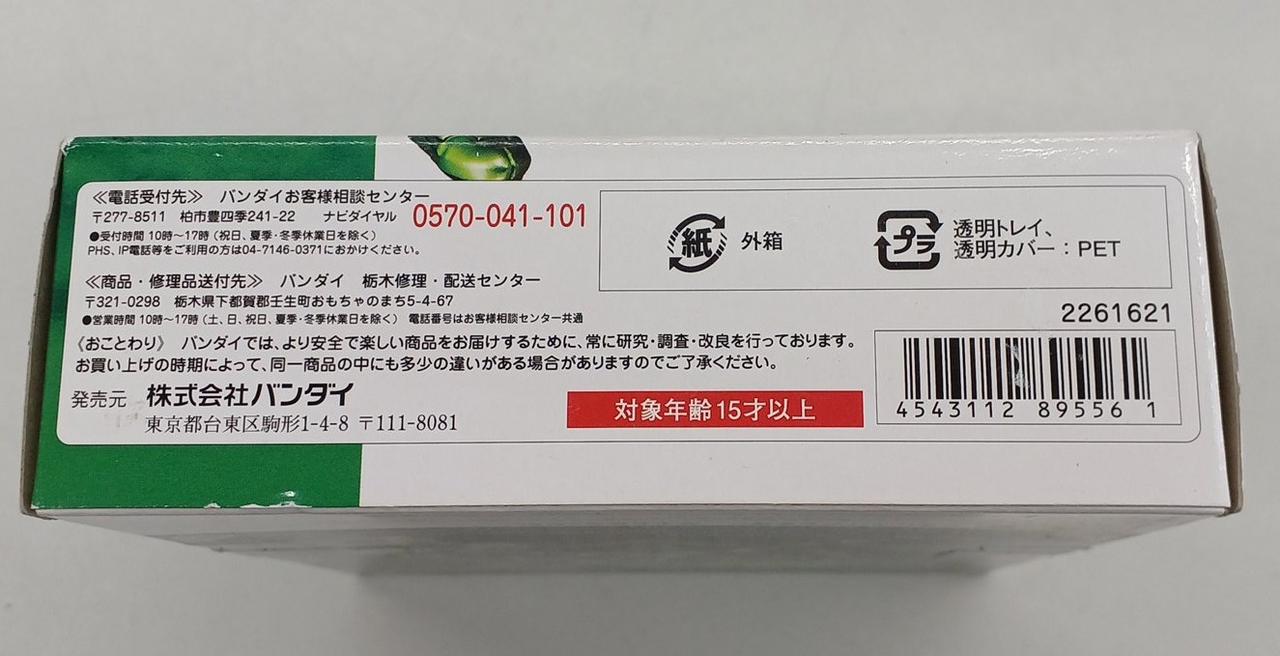 ≪電話受付先≫ バンダイお客様相談センター
〒277-8511 柏市豊四季241-22 ナビダイヤル 0570-041-101
●受付時間 10時～17時 (祝日、夏季・冬季休業日を除く)
PHS、IP電話等をご利用の方は04-7146-0371におかけください。
≪商品・修理品送付先≫ バンダイ 栃木修理・配送センター
〒321-0298 栃木県下都賀郡壬生町おもちゃのまち5-4-67
●営業時間 10時～17時 (土、日、祝日、夏季・冬季休業日を除く) 電話番号はお客様相談センター共通
《おことわり》 バンダイでは、より安全で楽しい商品をお届けするために、常に研究・調査・改良を行っております。
お買い上げの時期によって、同一商品の中にも多少の違いがある場合がありますのでご了承ください。
発売元 株式会社バンダイ
東京都台東区駒形1-4-8 〒111-8081
紙 外箱
プラ 透明トレイ、
透明カバー：PET
2261621
4543112 895561
対象年齢15才以上